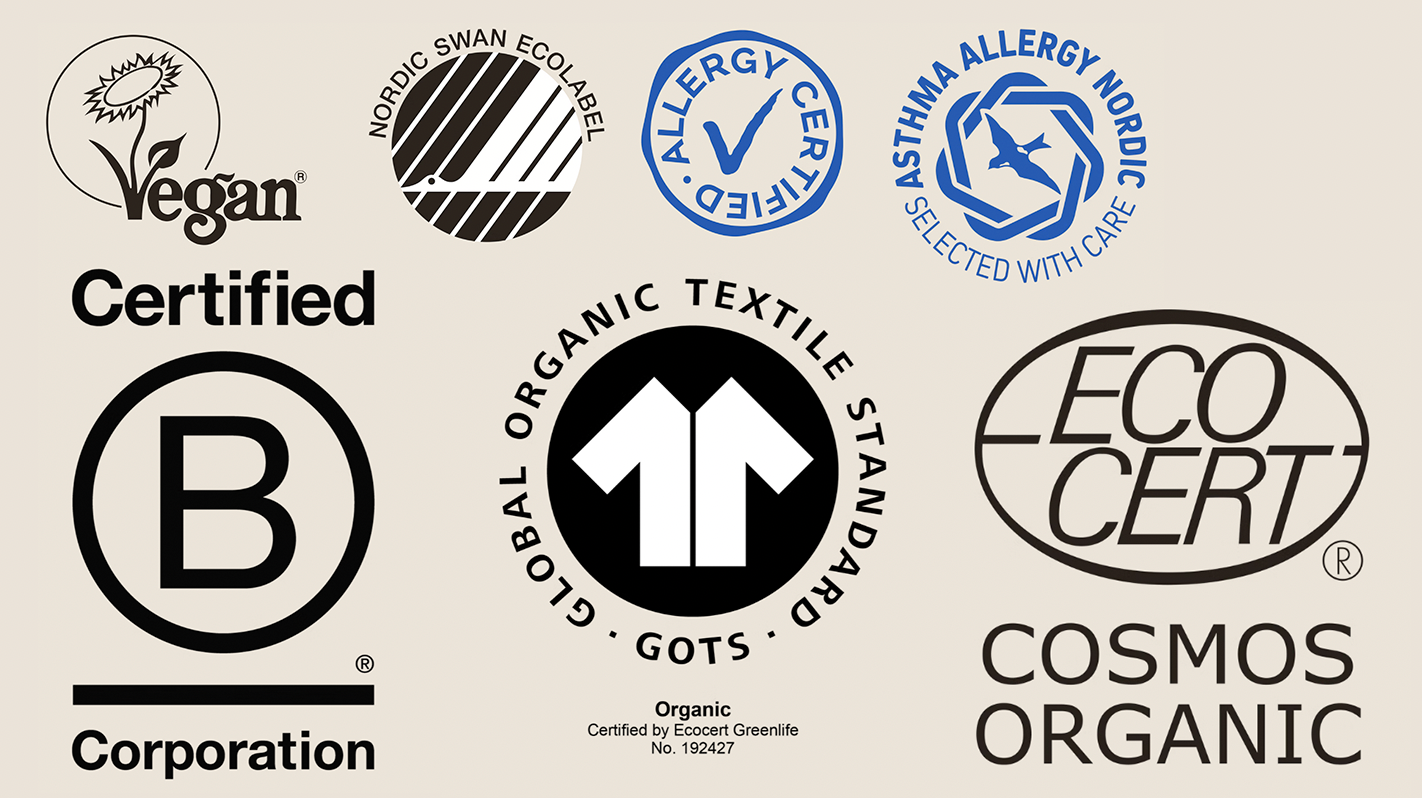 Vegan®
NORDIC SWAN ECOLABEL
ALLERGY CERTIFIED •
ASTHMA ALLERGY NORDIC
SELECTED WITH CARE
Certified
B
®
Corporation
GLOBAL ORGANIC TEXTILE STANDARD
· GOTS ·
Organic
Certified by Ecocert Greenlife
No. 192427
ECO
CERT
®
COSMOS
ORGANIC